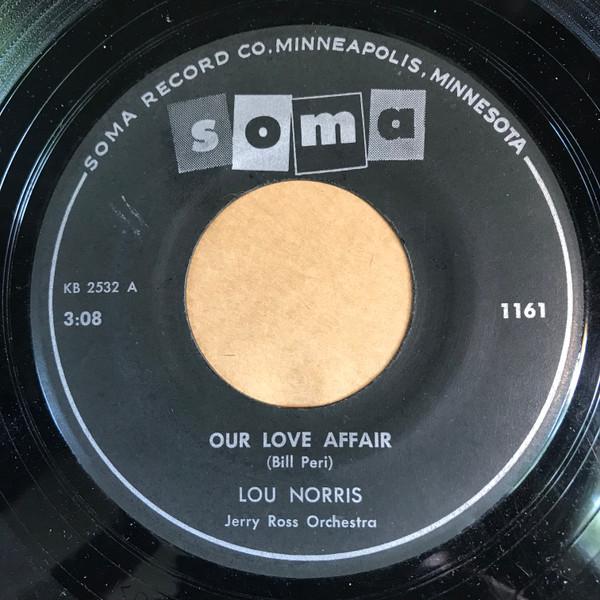 SOMA RECORD CO., MINNEAPOLIS, MINNESOTA
soma
KB 2532 A
3:08
1161
OUR LOVE AFFAIR
(Bill Peri)
LOU NORRIS
Jerry Ross Orchestra